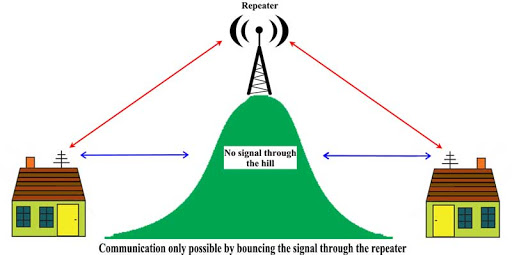 Repeater
No signal through
the hill
Communication only possible by bouncing the signal through the repeater